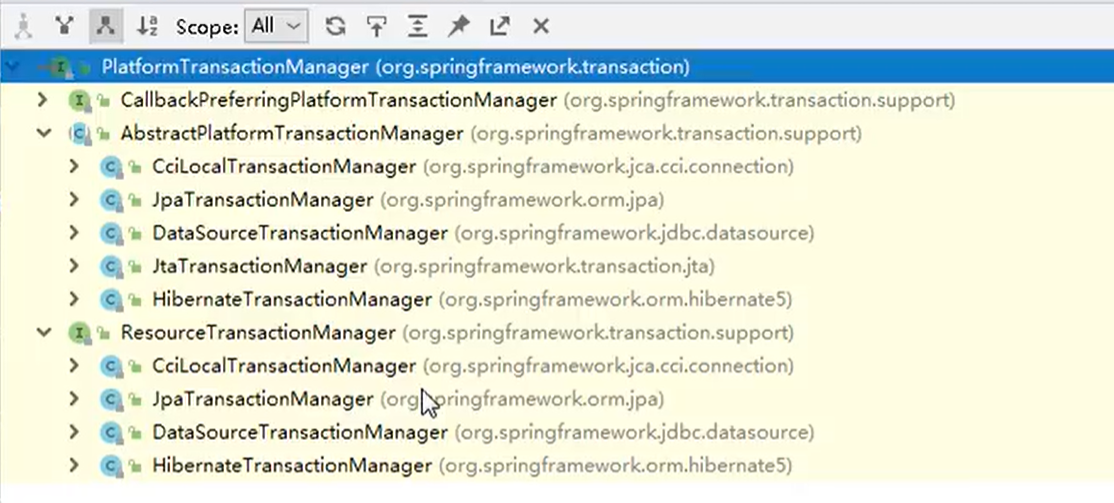 Scope: All
PlatformTransactionManager (org.springframework.transaction)
CallbackPreferringPlatformTransactionManager (org.springframework.transaction.support)
AbstractPlatformTransactionManager (org.springframework.transaction.support)
CciLocalTransactionManager (org.springframework.jca.cci.connection)
JpaTransactionManager (org.springframework.orm.jpa)
DataSourceTransactionManager (org.springframework.jdbc.datasource)
JtaTransactionManager (org.springframework.transaction.jta)
HibernateTransactionManager (org.springframework.orm.hibernate5)
ResourceTransactionManager (org.springframework.transaction.support)
CciLocalTransactionManager (org.springframework.jca.cci.connection)
JpaTransactionManager (org.springframework.orm.jpa)
DataSourceTransactionManager (org.springframework.jdbc.datasource)
HibernateTransactionManager (org.springframework.orm.hibernate5)